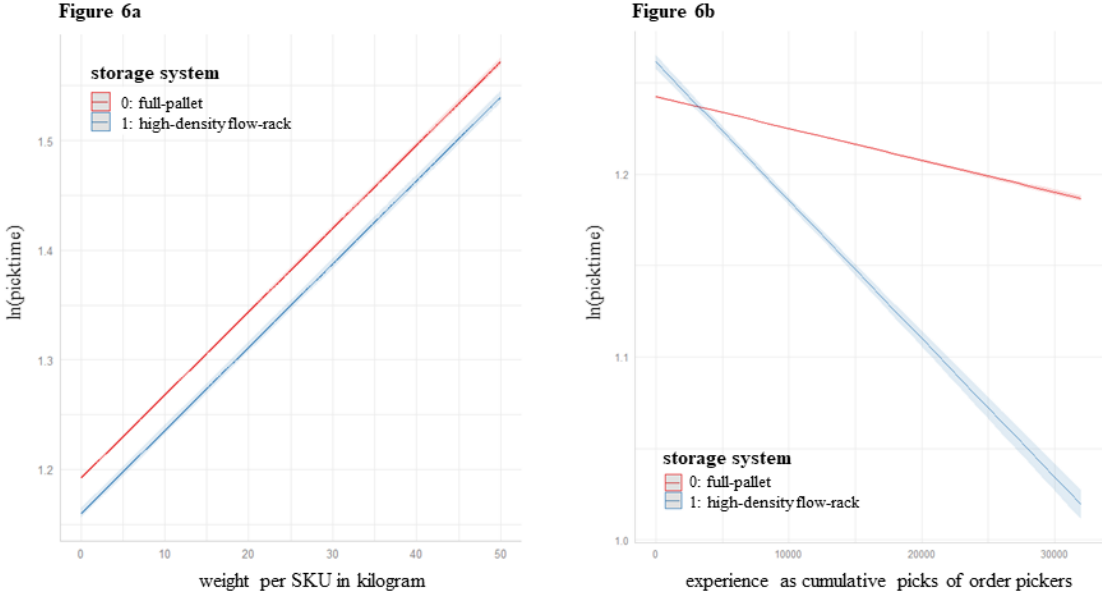 Figure 6a
storage system
0: full-pallet
1: high-density flow-rack
1.5
1.4
1.3
1.2
ln(picktime)
0 10 20 30 40 50
weight per SKU in kilogram
Figure 6b
1.2
1.1
1.0
ln(picktime)
storage system
0: full-pallet
1: high-density flow-rack
0 10000 20000 30000
experience as cumulative picks of order pickers